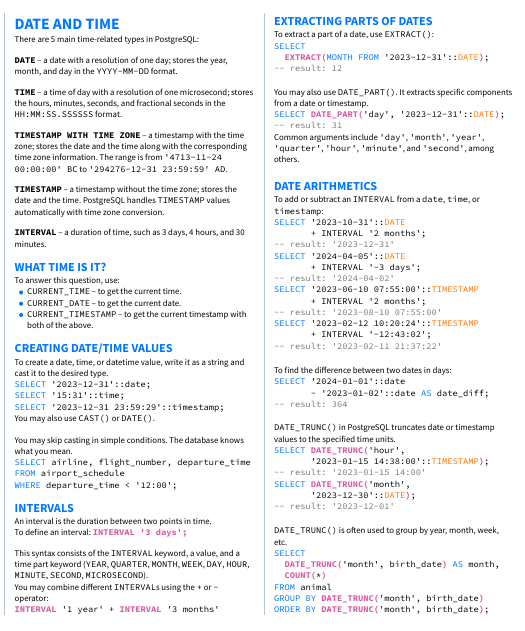 DATE AND TIME
There are 5 main time-related types in PostgreSQL:
DATE – a date with a resolution of one day; stores the year,
month, and day in the YYYY-MM-DD format.
TIME – a time of day with a resolution of one microsecond; stores
the hours, minutes, seconds, and fractional seconds in the
HH:MM:SS.SSSSSS format.
TIMESTAMP WITH TIME ZONE – a timestamp with the time
zone; stores the date and the time along with the corresponding
time zone information. The range is from '4713-11-24
00:00:00' BC to '294276-12-31 23:59:59' AD.
TIMESTAMP – a timestamp without the time zone; stores the
date and the time. PostgreSQL handles TIMESTAMP values
automatically with time zone conversion.
INTERVAL – a duration of time, such as 3 days, 4 hours, and 30
minutes.
WHAT TIME IS IT?
To answer this question, use:
● CURRENT_TIME – to get the current time.
● CURRENT_DATE – to get the current date.
● CURRENT_TIMESTAMP – to get the current timestamp with
both of the above.
CREATING DATE/TIME VALUES
To create a date, time, or datetime value, write it as a string and
cast it to the desired type.
SELECT '2023-12-31'::date;
SELECT '15:31'::time;
SELECT '2023-12-31 23:59:29'::timestamp;
You may also use CAST() or DATE().
You may skip casting in simple conditions. The database knows
what you mean.
SELECT airline, flight_number, departure_time
FROM airport_schedule
WHERE departure_time < '12:00';
INTERVALS
An interval is the duration between two points in time.
To define an interval: INTERVAL '3 days';
This syntax consists of the INTERVAL keyword, a value, and a
time part keyword (YEAR, QUARTER, MONTH, WEEK, DAY, HOUR,
MINUTE, SECOND, MICROSECOND).
You may combine different INTERVALs using the + or -
operator:
INTERVAL '1 year' + INTERVAL '3 months'
EXTRACTING PARTS OF DATES
To extract a part of a date, use EXTRACT():
SELECT
EXTRACT(MONTH FROM '2023-12-31'::DATE);
-- result: 12
You may also use DATE_PART(). It extracts specific components
from a date or timestamp.
SELECT DATE_PART('day', '2023-12-31'::DATE);
-- result: 31
Common arguments include 'day', 'month', 'year',
'quarter', 'hour', 'minute', and 'second', among
others.
DATE ARITHMETICS
To add or subtract an INTERVAL from a date, time, or
timestamp:
SELECT '2023-10-31'::DATE
+ INTERVAL '2 months';
-- result: '2023-12-31'
SELECT '2024-04-05'::DATE
+ INTERVAL '-3 days';
-- result: '2024-04-02'
SELECT '2023-06-10 07:55:00'::TIMESTAMP
+ INTERVAL '2 months';
-- result: '2023-08-10 07:55:00'
SELECT '2023-02-12 10:20:24'::TIMESTAMP
+ INTERVAL '-12:43:02';
-- result: '2023-02-11 21:37:22'
To find the difference between two dates in days:
SELECT '2024-01-01'::date
- '2023-01-02'::date AS date_diff;
-- result: 364
DATE_TRUNC() in PostgreSQL truncates date or timestamp
values to the specified time units.
SELECT DATE_TRUNC('hour',
'2023-01-15 14:38:00'::TIMESTAMP);
-- result: '2023-01-15 14:00'
SELECT DATE_TRUNC('month',
'2023-12-30'::DATE);
-- result: '2023-12-01'
DATE_TRUNC() is often used to group by year, month, week,
etc.
SELECT
DATE_TRUNC('month', birth_date) AS month,
COUNT(*)
FROM animal
GROUP BY DATE_TRUNC('month', birth_date)
ORDER BY DATE_TRUNC('month', birth_date);